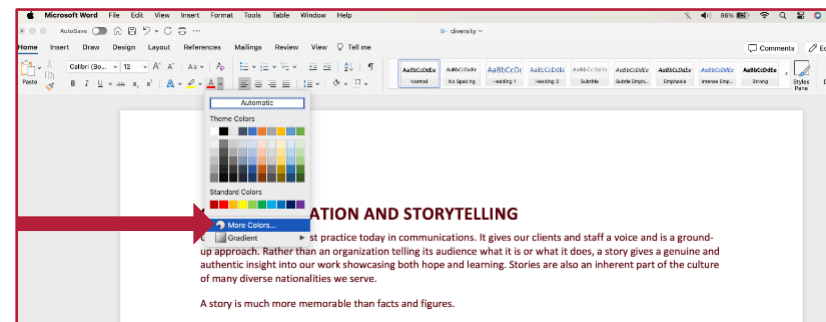 Microsoft Word File Edit View Insert Format Tools Table Window Help
86%
AutoSave diversity
Home Insert Draw Design Layout References Mailings Review View Tell me
Comments
Calibri (Bo... 12
Paste
AaBbCcDdEe AaBbCcDdEe AaBbCcDc AaBbCcDdEe AaBbCcDdEe AaBbCcDdEe AaBbCcDdEe AaBbCcDdEe AaBbCcDdEe
Normal No Spacing Heading 1 Heading 2 Subtitle Subtle Emph... Emphasis Intense Emp... Strong
Styles
Pane
Automatic
Theme Colors
Standard Colors
More Colors...
Gradient
ATION AND STORYTELLING
st practice today in communications. It gives our clients and staff a voice and is a ground-
up approach. Rather than an organization telling its audience what it is or what it does, a story gives a genuine and
authentic insight into our work showcasing both hope and learning. Stories are also an inherent part of the culture
of many diverse nationalities we serve.
A story is much more memorable than facts and figures.